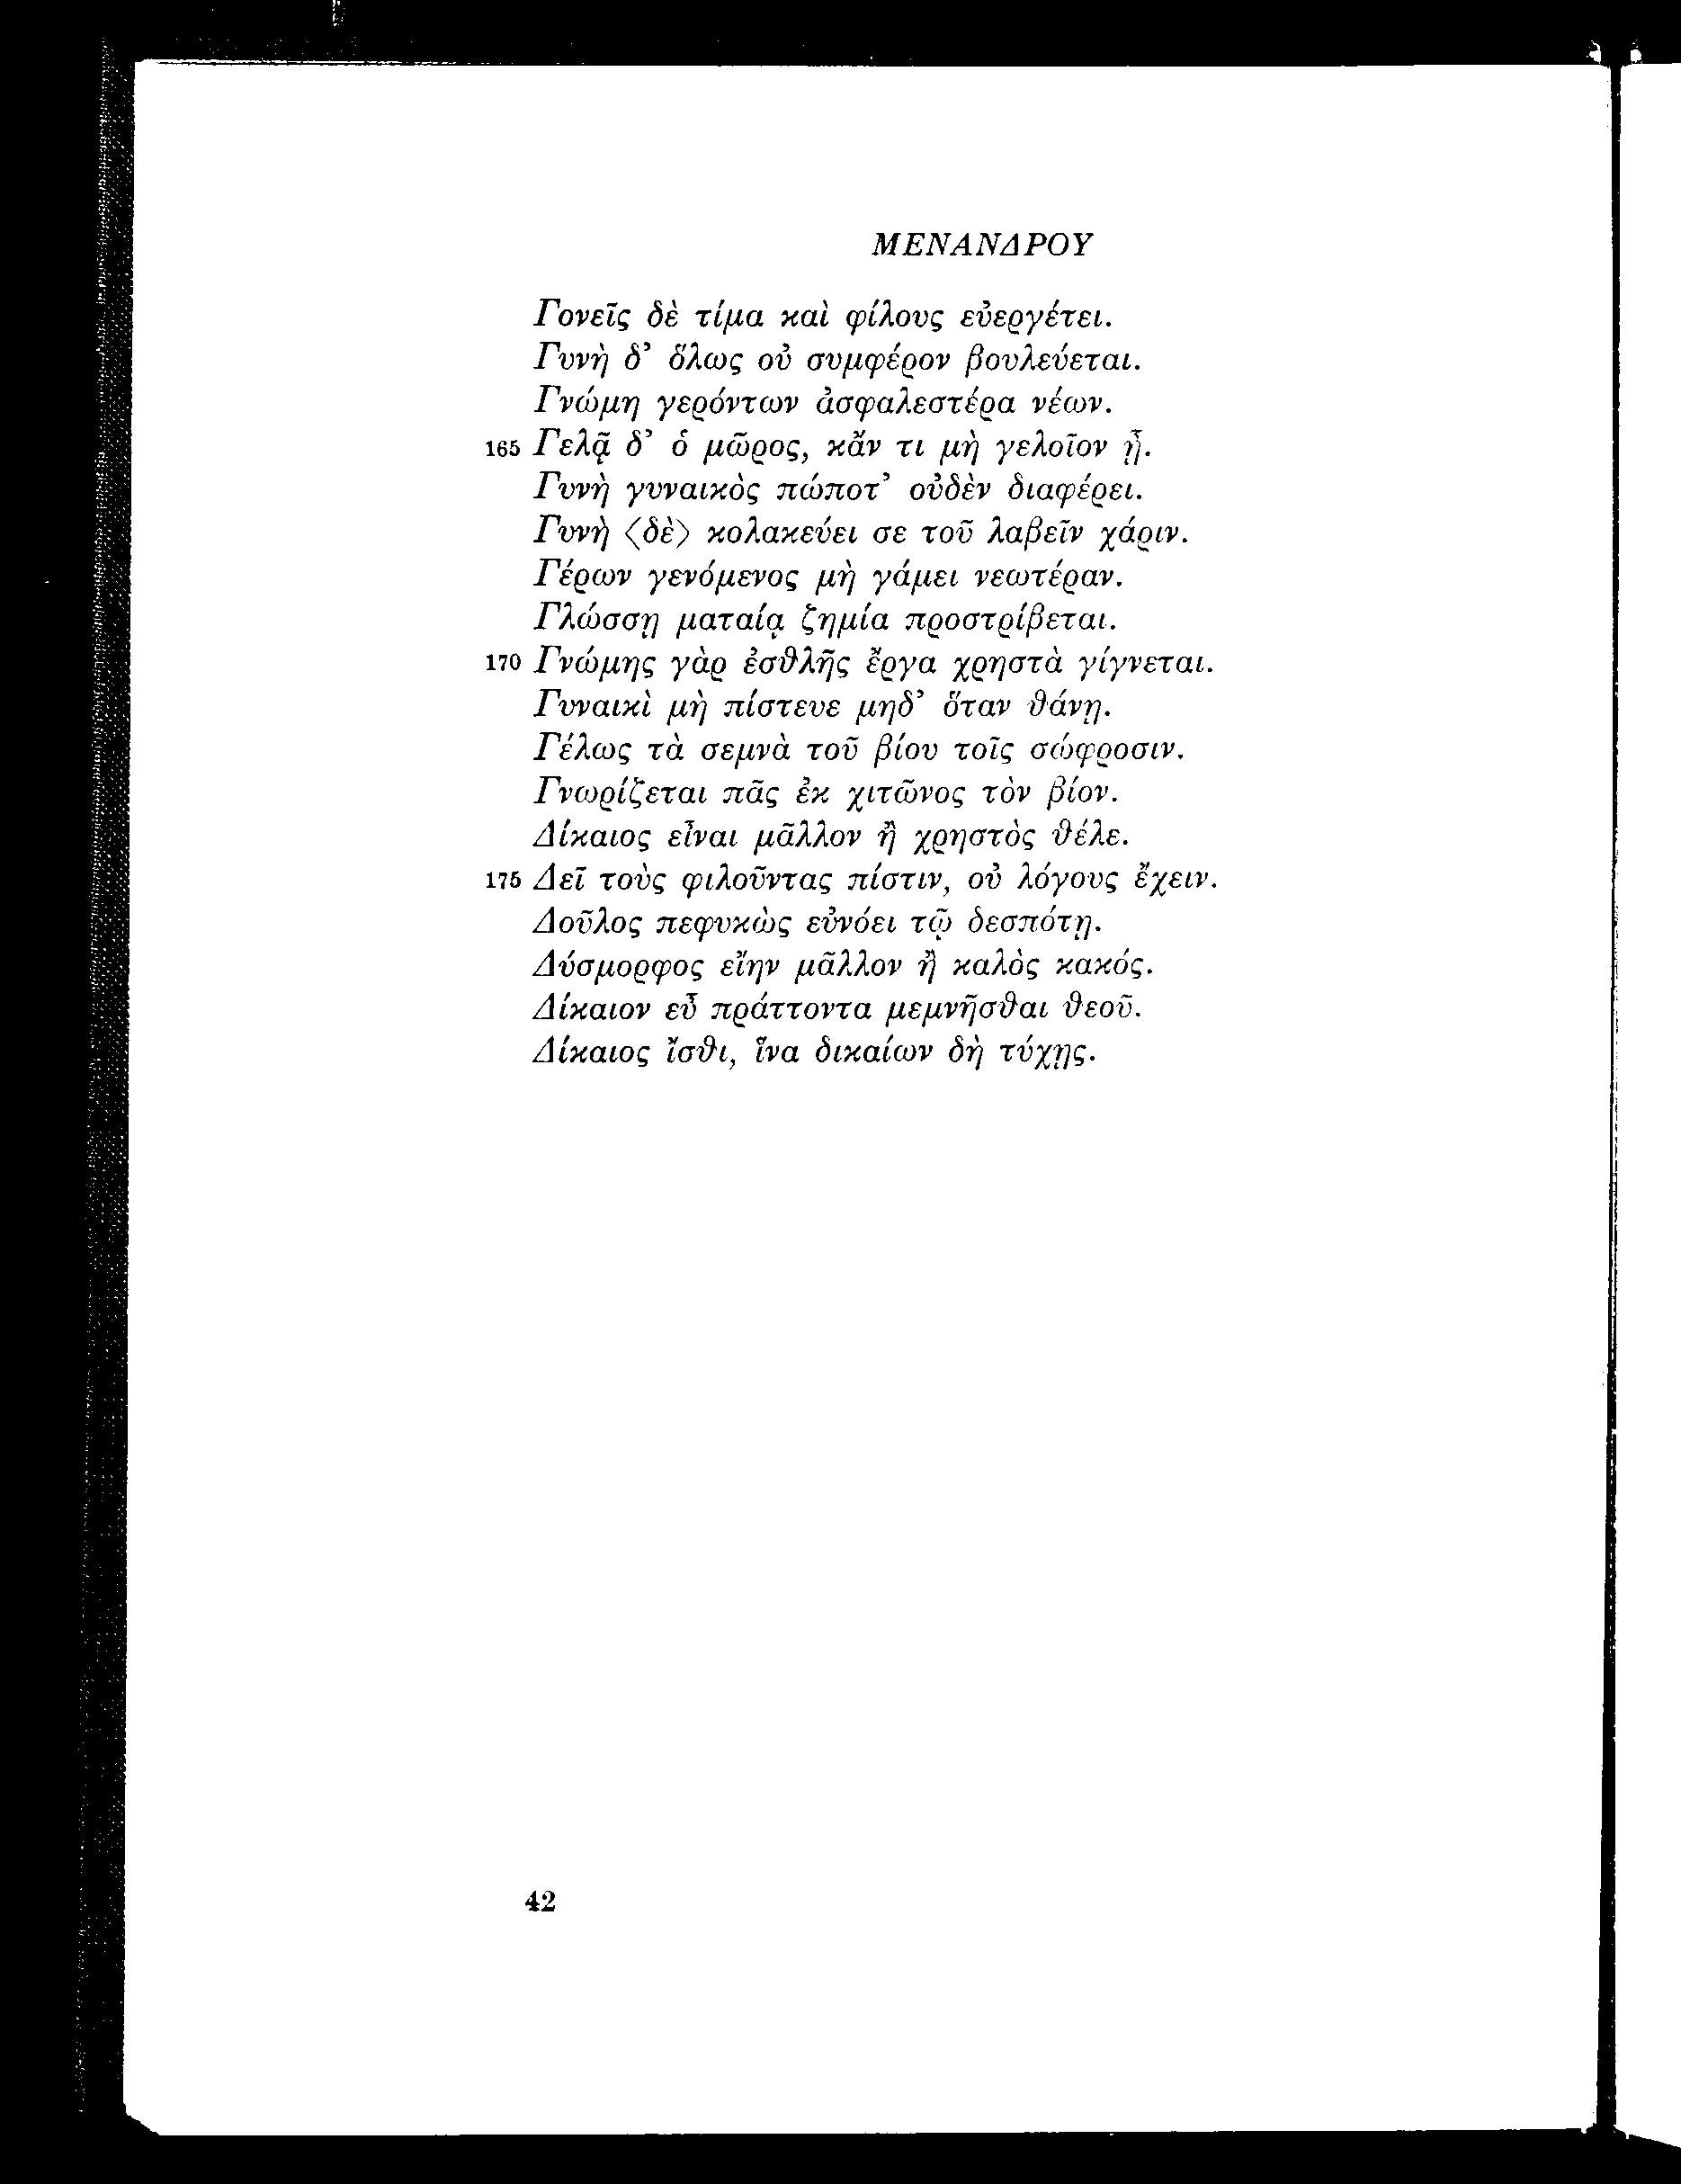 ΜΕΝΑΝΔΡΟΥ
Γονεῖς δὲ τίμα καὶ φίλους εὐεργέτει.
Γυνὴ δ’ ὅλως οὐ συμφέρον βουλεύεται.
Γνώμη γερόντων ἀσφαλεστέρα νέων.
165 Γελᾷ δ’ ὁ μῶρος, κἄν τι μὴ γελοῖον ᾖ.
Γυνὴ γυναικὸς πώποτ’ οὐδὲν διαφέρει.
Γυνὴ ⟨δὲ⟩ κολακεύει σε τοῦ λαβεῖν χάριν.
Γέρων γενόμενος μὴ γάμει νεωτέραν.
Γλώσσῃ ματαίᾳ ζημία προστρίβεται.
170 Γνώμης γὰρ ἐσθλῆς ἔργα χρηστὰ γίγνεται.
Γυναικὶ μὴ πίστευε μηδ’ ὅταν θάνῃ.
Γέλως τὰ σεμνὰ τοῦ βίου τοῖς σώφροσιν.
Γνωρίζεται πᾶς ἐκ χιτῶνος τὸν βίον.
Δίκαιος εἶναι μᾶλλον ἢ χρηστὸς θέλε.
175 Δεῖ τοὺς φιλοῦντας πίστιν, οὐ λόγους ἔχειν.
Δοῦλος πεφυκὼς εὐνόει τῷ δεσπότῃ.
Δύσμορφος εἴην μᾶλλον ἢ καλὸς κακός.
Δίκαιον εὖ πράττοντα μεμνῆσθαι θεοῦ.
Δίκαιος ἴσθι, ἵνα δικαίων δὴ τύχῃς.
42